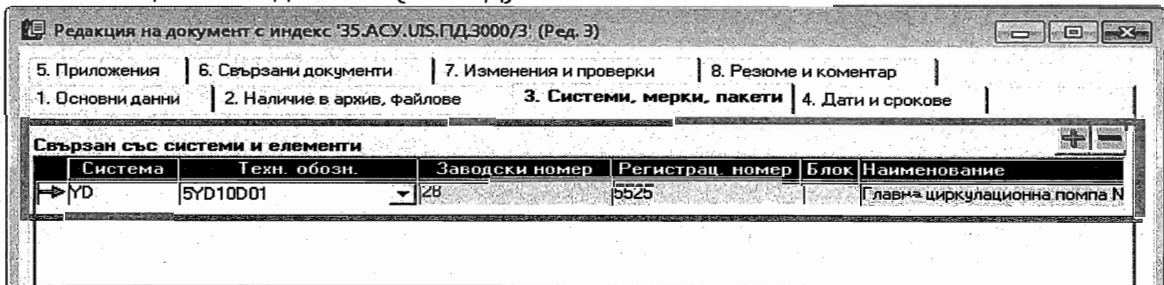 Редакция на документ с индекс '35.АСУ.UIS.ПД.3000/3' (Ред. 3)
5. Приложения 6. Свързани документи 7. Изменения и проверки 8. Резюме и коментар
1. Основни данни 2. Наличие в архив, файлове 3. Системи, мерки, пакети 4. Дати и срокове
Свързан със системи и елементи
Система Техн. обозн. Заводски номер Регистрац. номер Блок Наименование
YD 5YD10D01 28 5525 Главна циркулационна помпа N